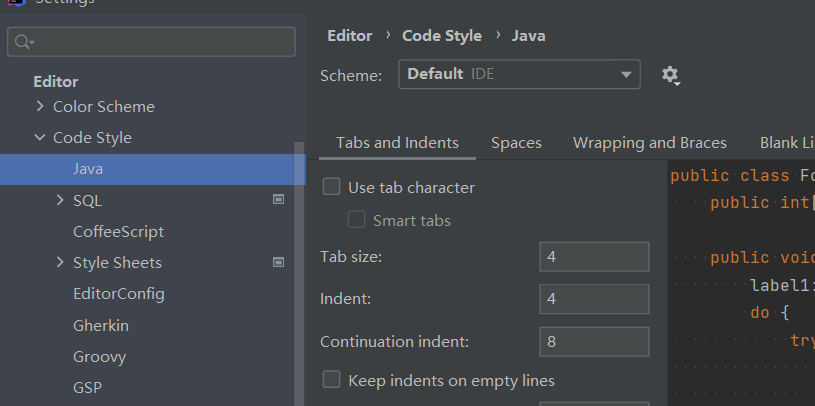 Settings
Editor
Color Scheme
Code Style
Java
SQL
CoffeeScript
Style Sheets
EditorConfig
Gherkin
Groovy
GSP
Editor › Code Style › Java
Scheme: Default IDE
Tabs and Indents Spaces Wrapping and Braces Blank Li
Use tab character
Smart tabs
Tab size: 4
Indent: 4
Continuation indent: 8
Keep indents on empty lines
public class Fo
public int[
public voi
label1:
do {
try